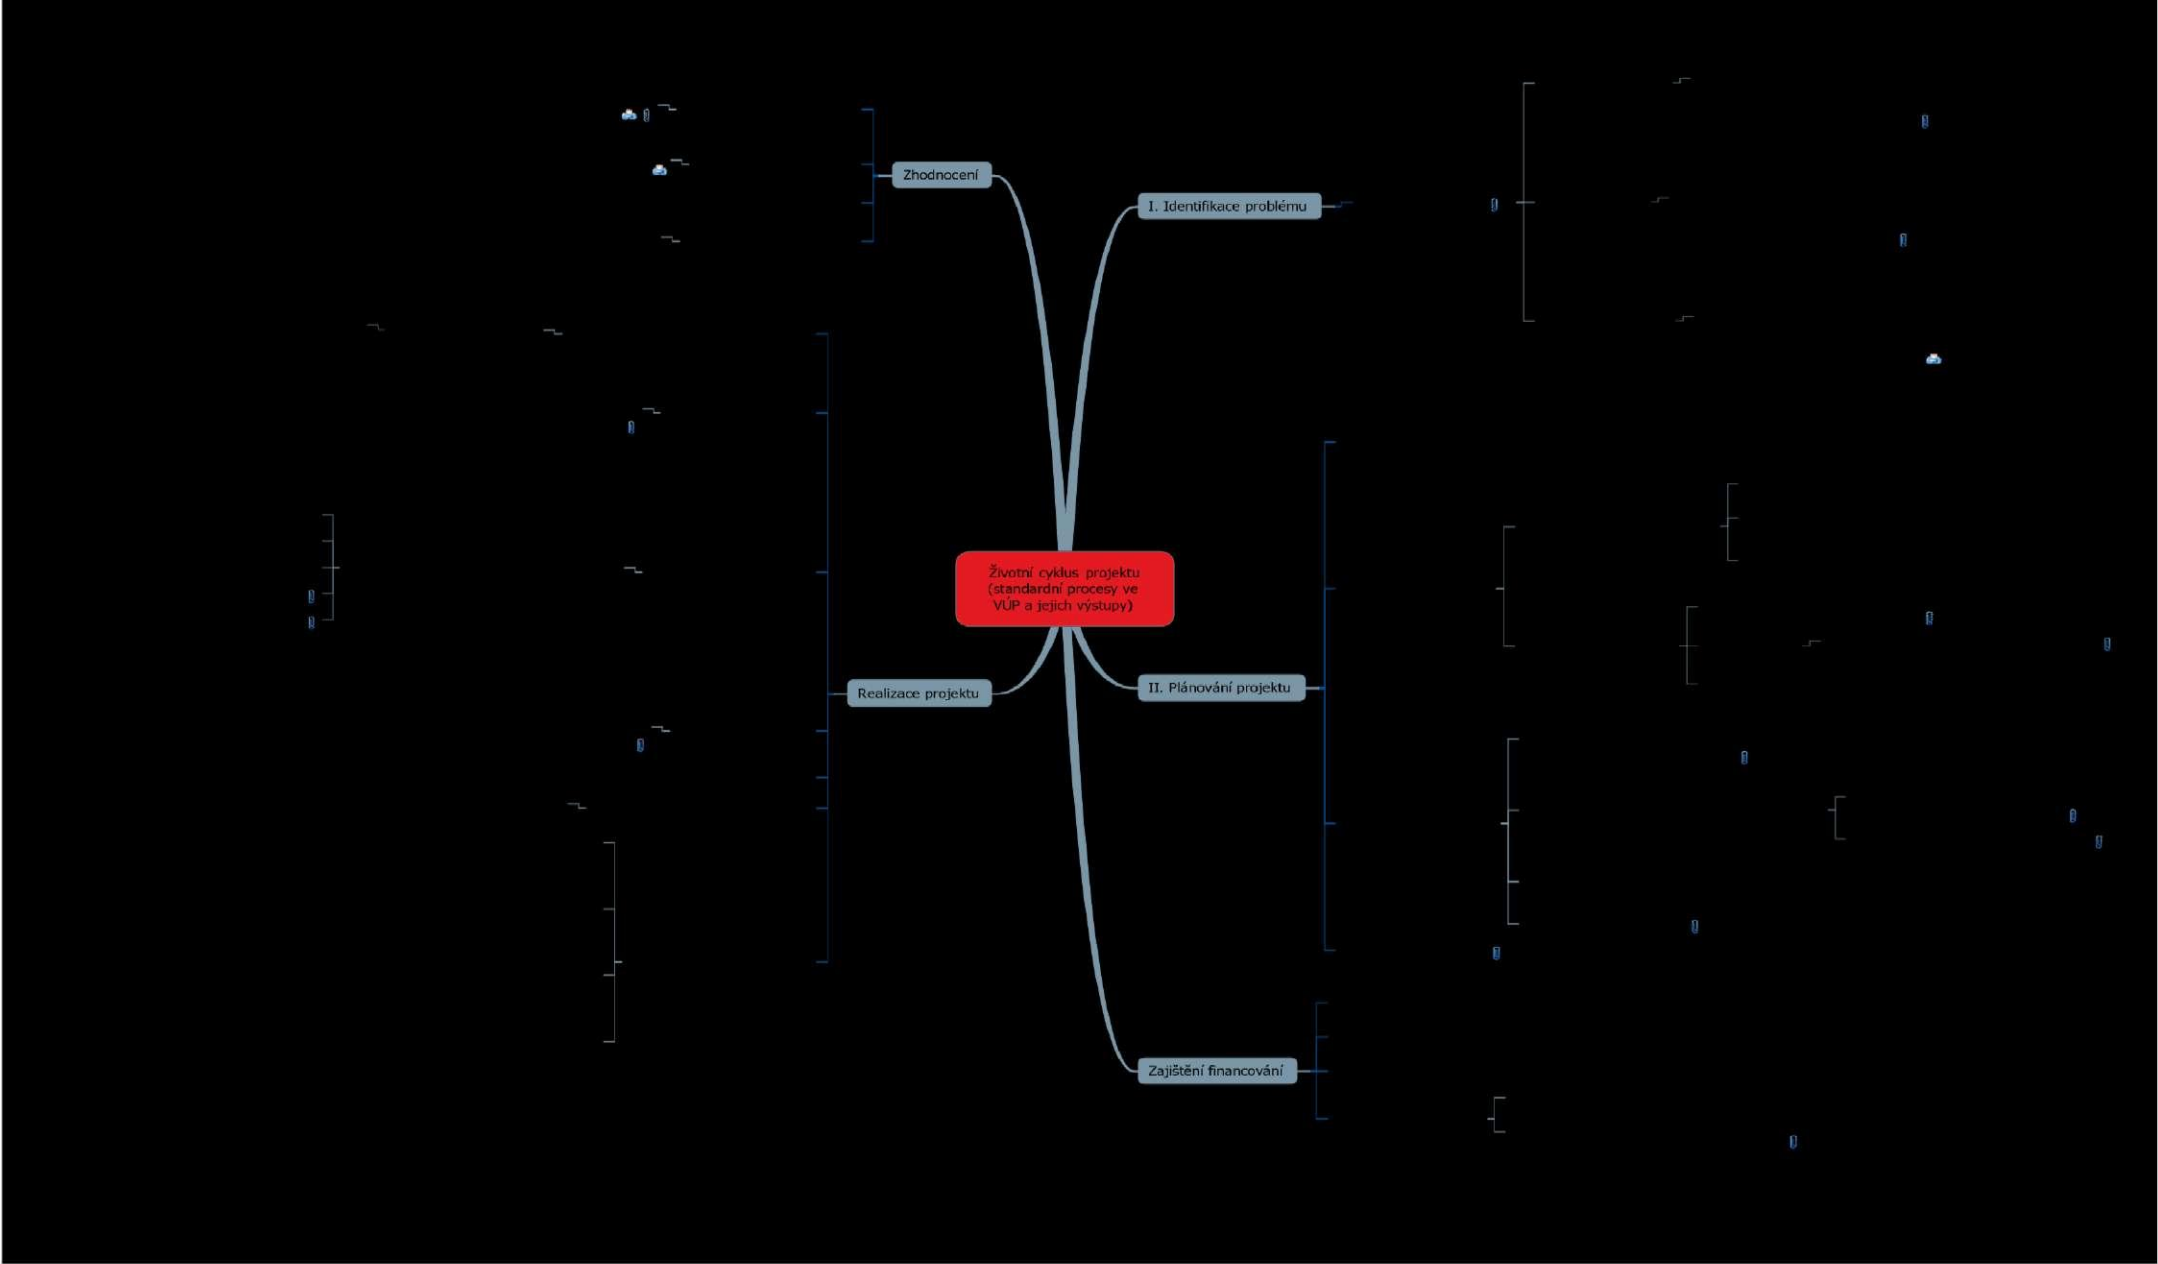 Zhodnocení
I. Identifikace problému
Životní cyklus projektu
(standardní procesy ve
VÚP a jejich výstupy)
Realizace projektu
II. Plánování projektu
Zajištění financování